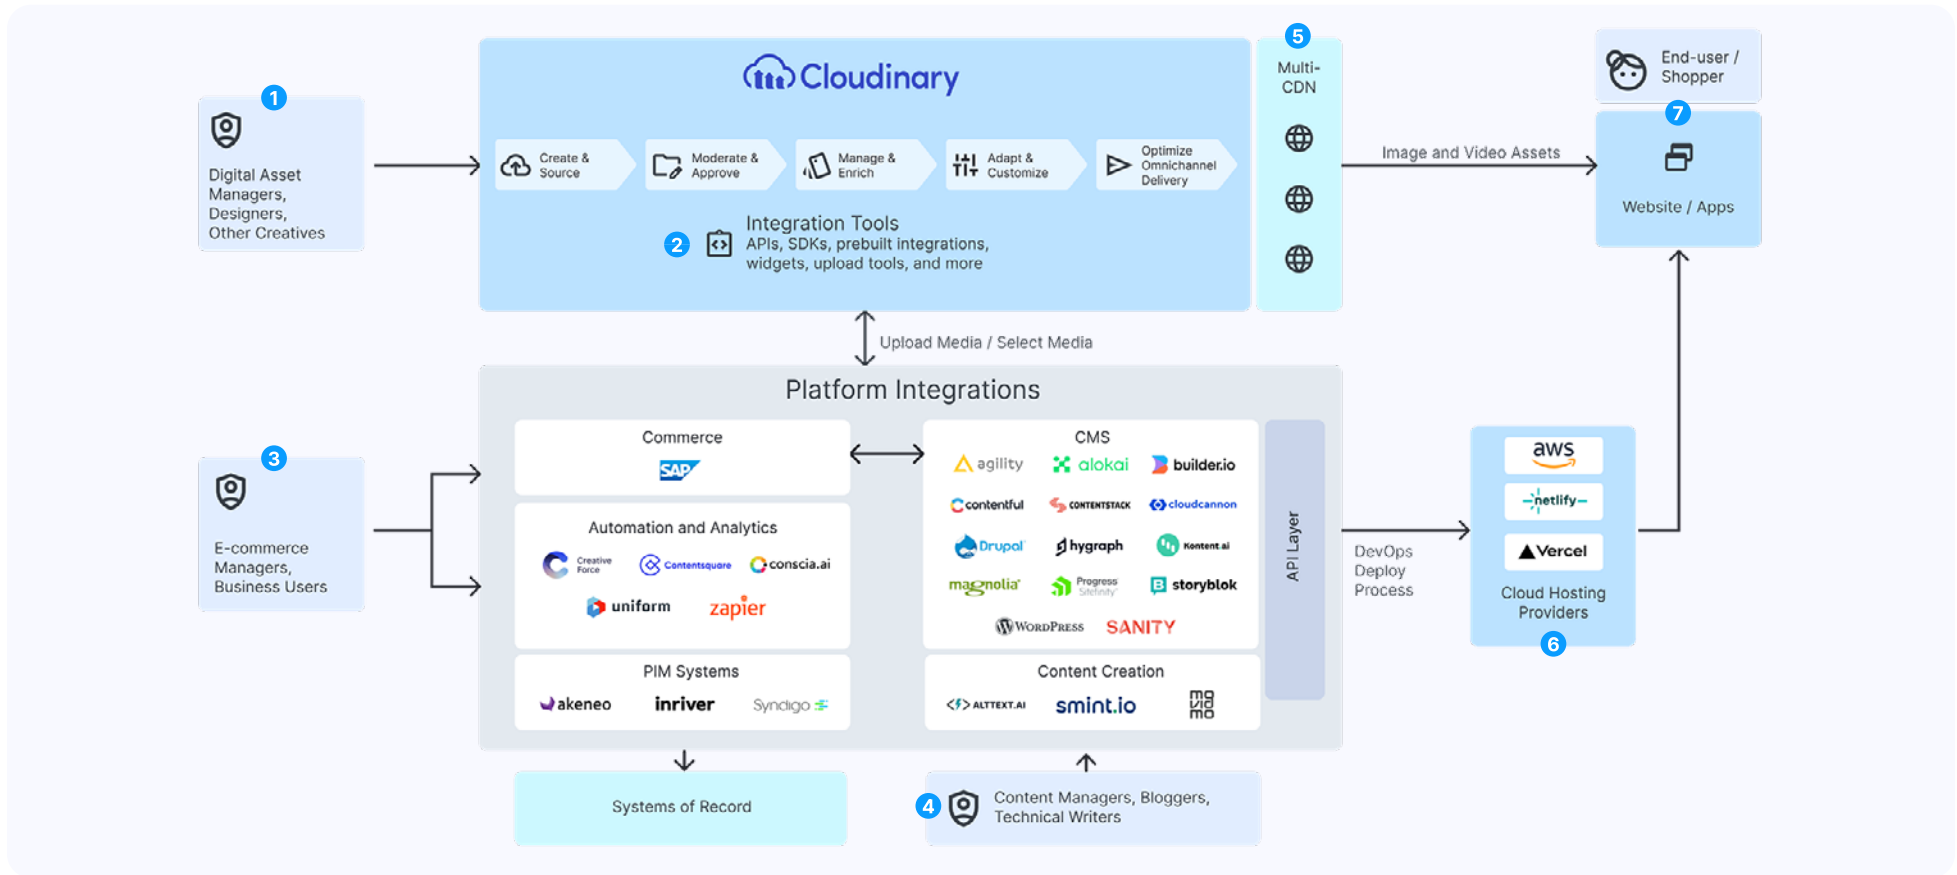 1
Digital Asset
Managers,
Designers,
Other Creatives
Cloudinary
Create &
Source
Moderate &
Approve
Manage &
Enrich
Adapt &
Customize
Optimize
Omnichannel
Delivery
2
Integration Tools
APIs, SDKs, prebuilt integrations,
widgets, upload tools, and more
5
Multi-
CDN
Image and Video Assets
End-user /
Shopper
7
Website / Apps
Upload Media / Select Media
3
E-commerce
Managers,
Business Users
Platform Integrations
Commerce
SAP
Automation and Analytics
Creative
Force
Contentsquare
conscia.ai
uniform
zapier
PIM Systems
akeneo
inriver
Syndigo
CMS
agility
alokai
builder.io
contentful
CONTENTSTACK
cloudcannon
Drupal
hygraph
Kontent.ai
magnolia
Progress
Sitefinity
storyblok
WORDPRESS
SANITY
Content Creation
ALTTEXT.AI
smint.io
mo
vid
mo
API Layer
DevOps
Deploy
Process
aws
netlify
Vercel
Cloud Hosting
Providers
6
Systems of Record
4
Content Managers, Bloggers,
Technical Writers